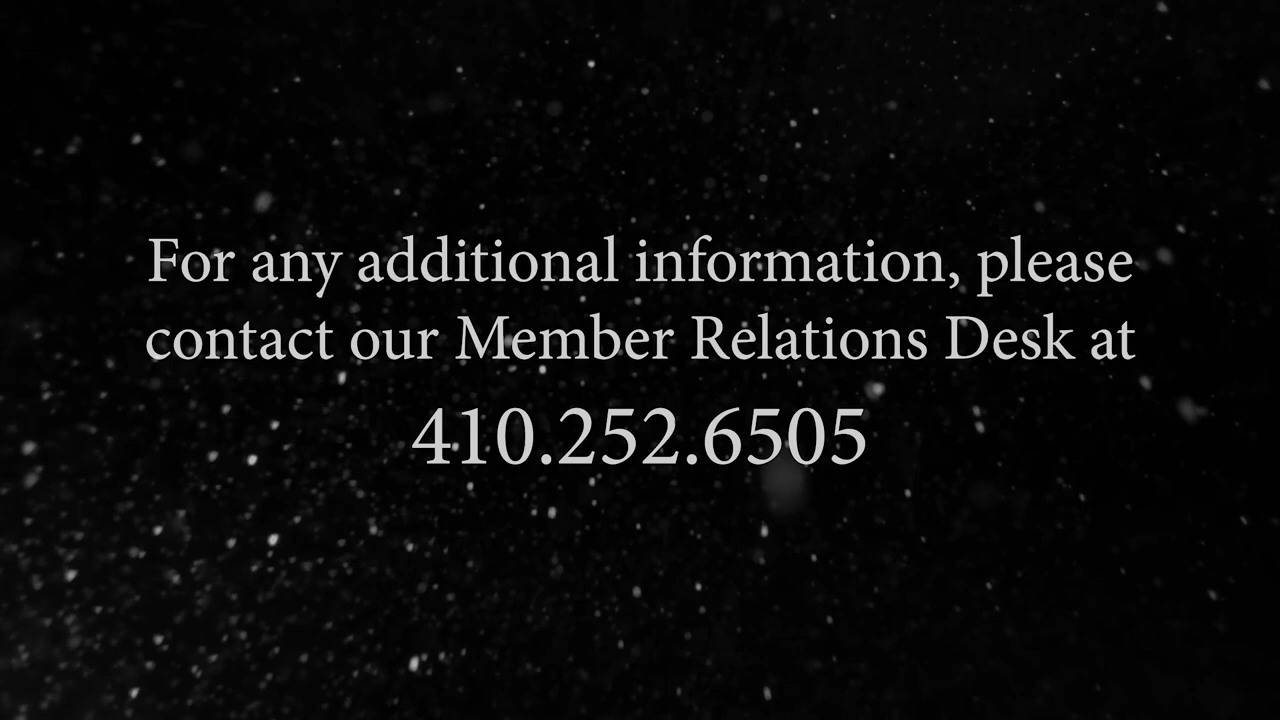 For any additional information, please
contact our Member Relations Desk at
410.252.6505